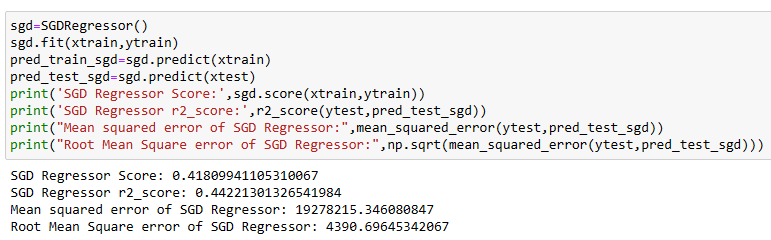 sgd=SGDRegressor()
sgd.fit(xtrain,ytrain)
pred_train_sgd=sgd.predict(xtrain)
pred_test_sgd=sgd.predict(xtest)
print('SGD Regressor Score:',sgd.score(xtrain,ytrain))
print('SGD Regressor r2_score:',r2_score(ytest,pred_test_sgd))
print("Mean squared error of SGD Regressor:",mean_squared_error(ytest,pred_test_sgd))
print("Root Mean Square error of SGD Regressor:",np.sqrt(mean_squared_error(ytest,pred_test_sgd)))
SGD Regressor Score: 0.41809941105310067
SGD Regressor r2_score: 0.44221301326541984
Mean squared error of SGD Regressor: 19278215.346080847
Root Mean Square error of SGD Regressor: 4390.69645342067